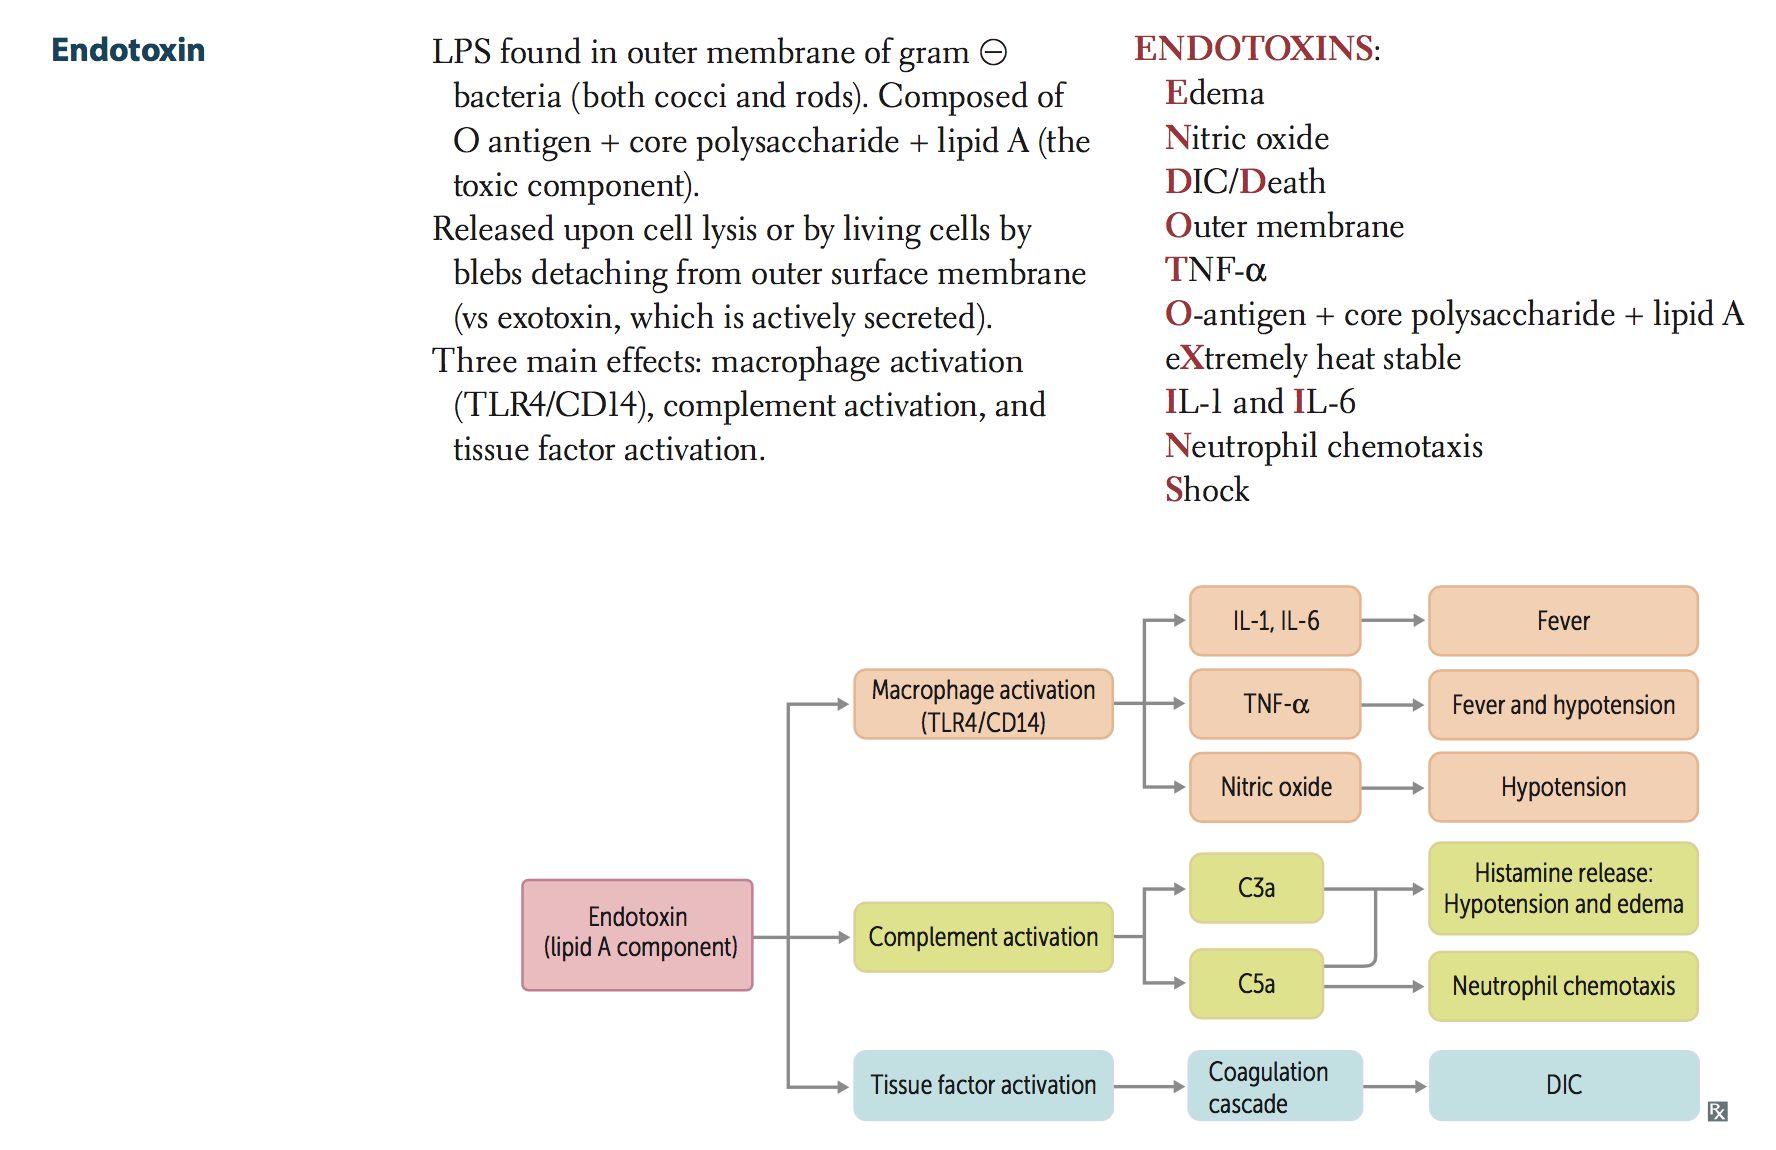 Endotoxin
LPS found in outer membrane of gram ⊖
bacteria (both cocci and rods). Composed of
O antigen + core polysaccharide + lipid A (the
toxic component).
Released upon cell lysis or by living cells by
blebs detaching from outer surface membrane
(vs exotoxin, which is actively secreted).
Three main effects: macrophage activation
(TLR4/CD14), complement activation, and
tissue factor activation.
ENDOTOXINS:
Edema
Nitric oxide
DIC/Death
Outer membrane
TNF-α
O-antigen + core polysaccharide + lipid A
eXtremely heat stable
IL-1 and IL-6
Neutrophil chemotaxis
Shock
Endotoxin
(lipid A component)
Macrophage activation
(TLR4/CD14)
IL-1, IL-6
Fever
TNF-α
Fever and hypotension
Nitric oxide
Hypotension
Complement activation
C3a
Histamine release:
Hypotension and edema
C5a
Neutrophil chemotaxis
Tissue factor activation
Coagulation
cascade
DIC
Rx